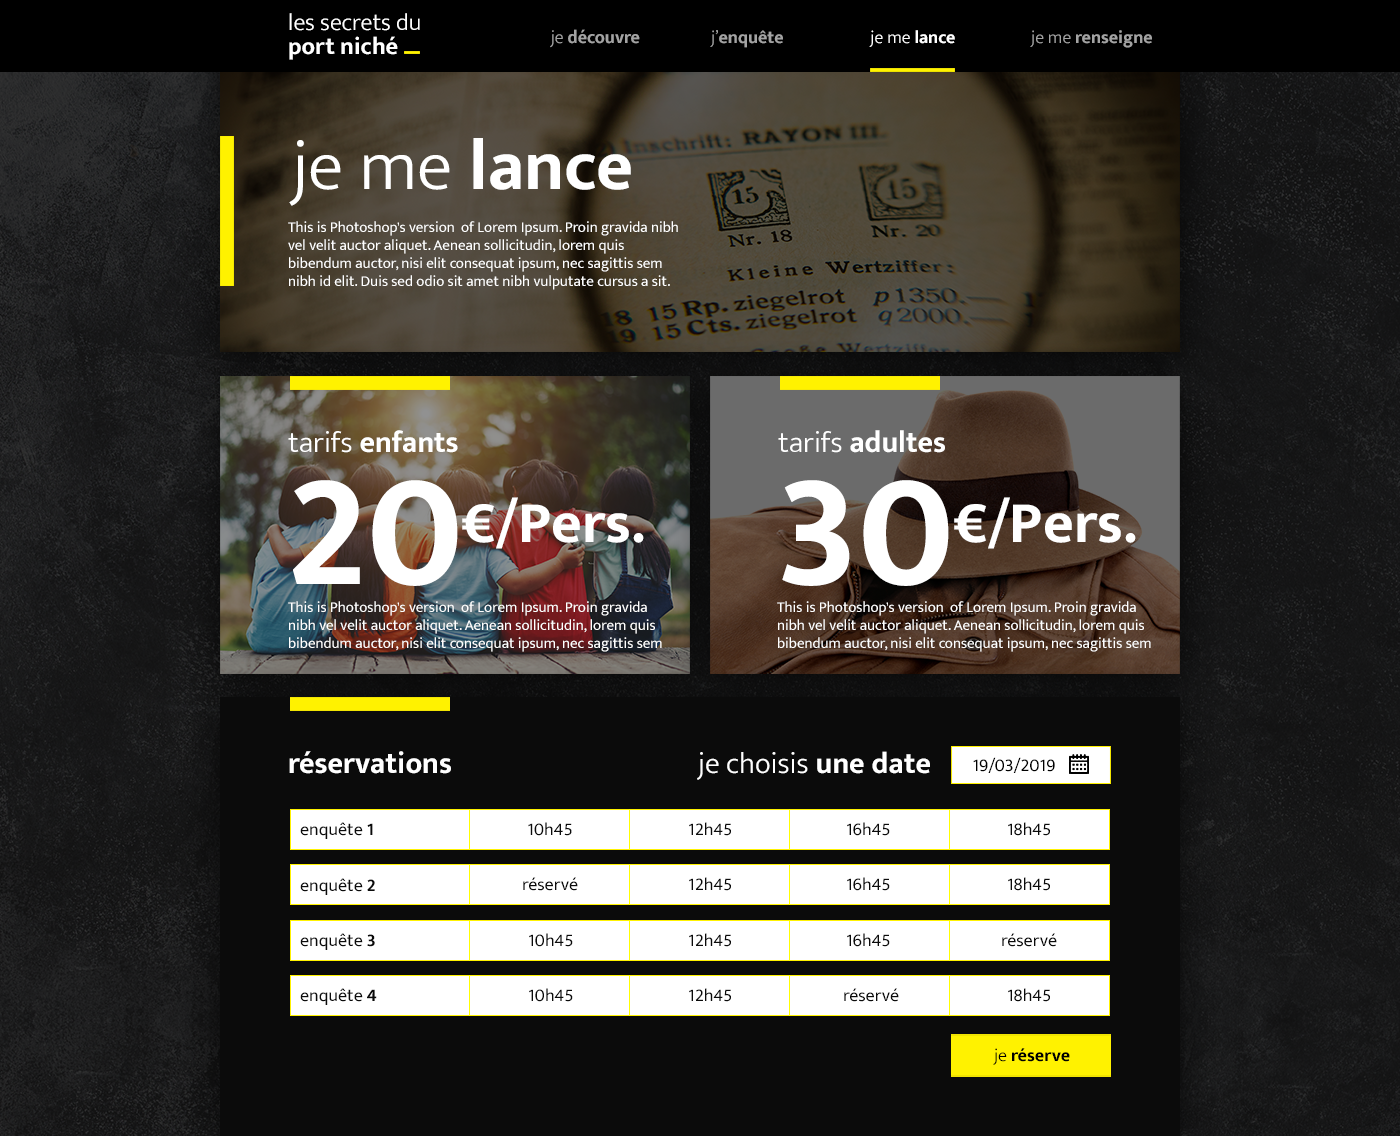 les secrets du
port niché
je découvre
j'enquête
je me lance
je me renseigne
je me lance
This is Photoshop's version of Lorem Ipsum. Proin gravida nibh
vel velit auctor aliquet. Aenean sollicitudin, lorem quis
bibendum auctor, nisi elit consequat ipsum, nec sagittis sem
nibh id elit. Duis sed odio sit amet nibh vulputate cursus a sit.
Inschrift: RAYON III.
15 15
Nr. 18 Nr. 20
Kleine Wertziffer:
18 15 Rp. ziegelrot p 1350.—
19 15 Cts. ziegelrot q 2000.—
Große Wertziffer:
tarifs enfants
20€/Pers.
This is Photoshop's version of Lorem Ipsum. Proin gravida
nibh vel velit auctor aliquet. Aenean sollicitudin, lorem quis
bibendum auctor, nisi elit consequat ipsum, nec sagittis sem
tarifs adultes
30€/Pers.
This is Photoshop's version of Lorem Ipsum. Proin gravida
nibh vel velit auctor aliquet. Aenean sollicitudin, lorem quis
bibendum auctor, nisi elit consequat ipsum, nec sagittis sem
réservations
je choisis une date
19/03/2019
enquête 1 10h45 12h45 16h45 18h45
enquête 2 réservé 12h45 16h45 18h45
enquête 3 10h45 12h45 16h45 réservé
enquête 4 10h45 12h45 réservé 18h45
je réserve